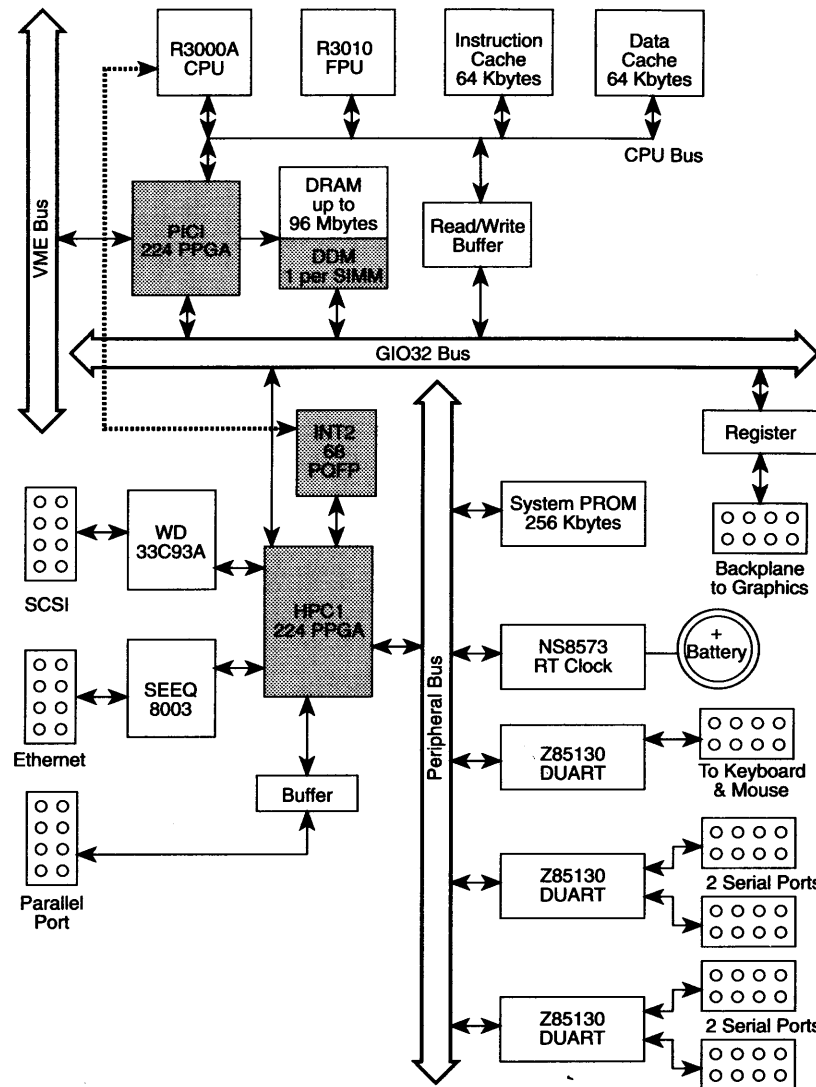 R3000A
CPU
R3010
FPU
Instruction
Cache
64 Kbytes
Data
Cache
64 Kbytes
CPU Bus
VME Bus
PIC1
224 PPGA
DRAM
up to
96 Mbytes
DDM
1 per SIMM
Read/Write
Buffer
GIO32 Bus
INT2
68
PQFP
Register
System PROM
256 Kbytes
Backplane
to Graphics
WD
33C93A
SCSI
HPC1
224 PPGA
Peripheral Bus
NS8573
RT Clock
+
Battery
SEEQ
8003
Ethernet
Z85130
DUART
To Keyboard
& Mouse
Buffer
Parallel
Port
Z85130
DUART
2 Serial Ports
Z85130
DUART
2 Serial Ports